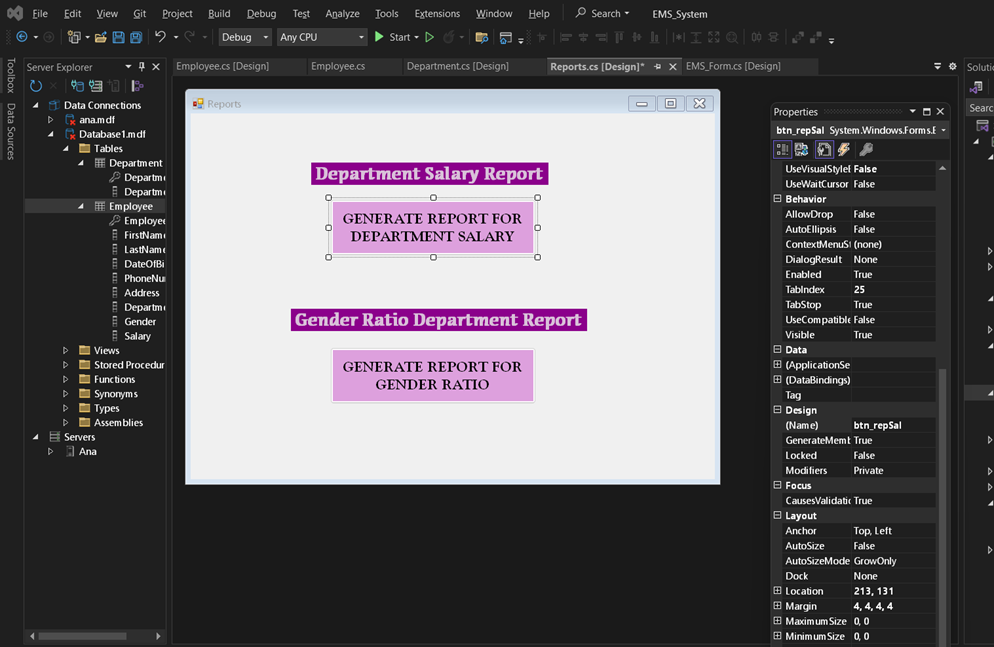 File Edit View Git Project Build Debug Test Analyze Tools Extensions Window Help Search EMS_System
Debug Any CPU Start
Toolbox
Data Sources
Server Explorer
Data Connections
ana.mdf
Database1.mdf
Tables
Department
Departme
Departm
Employee
Employee
FirstName
LastName
DateOfBi
PhoneNu
Address
Departme
Gender
Salary
Views
Stored Procedur
Functions
Synonyms
Types
Assemblies
Servers
Ana
Employee.cs [Design] Employee.cs Department.cs [Design] Reports.cs [Design]* EMS_Form.cs [Design]
Reports
Department Salary Report
GENERATE REPORT FOR
DEPARTMENT SALARY
Gender Ratio Department Report
GENERATE REPORT FOR
GENDER RATIO
Properties
btn_repSal System.Windows.Forms.E
UseVisualStylel False
UseWaitCursor False
Behavior
AllowDrop False
AutoEllipsis False
ContextMenuSt (none)
DialogResult None
Enabled True
TabIndex 25
TabStop True
UseCompatible False
Visible True
Data
(ApplicationSe
(DataBindings)
Tag
Design
(Name) btn_repSal
GenerateMemb True
Locked False
Modifiers Private
Focus
CausesValidatic True
Layout
Anchor Top, Left
AutoSize False
AutoSizeMode GrowOnly
Dock None
Location 213, 131
Margin 4, 4, 4, 4
MaximumSize 0, 0
MinimumSize 0, 0
Solutio
Searc